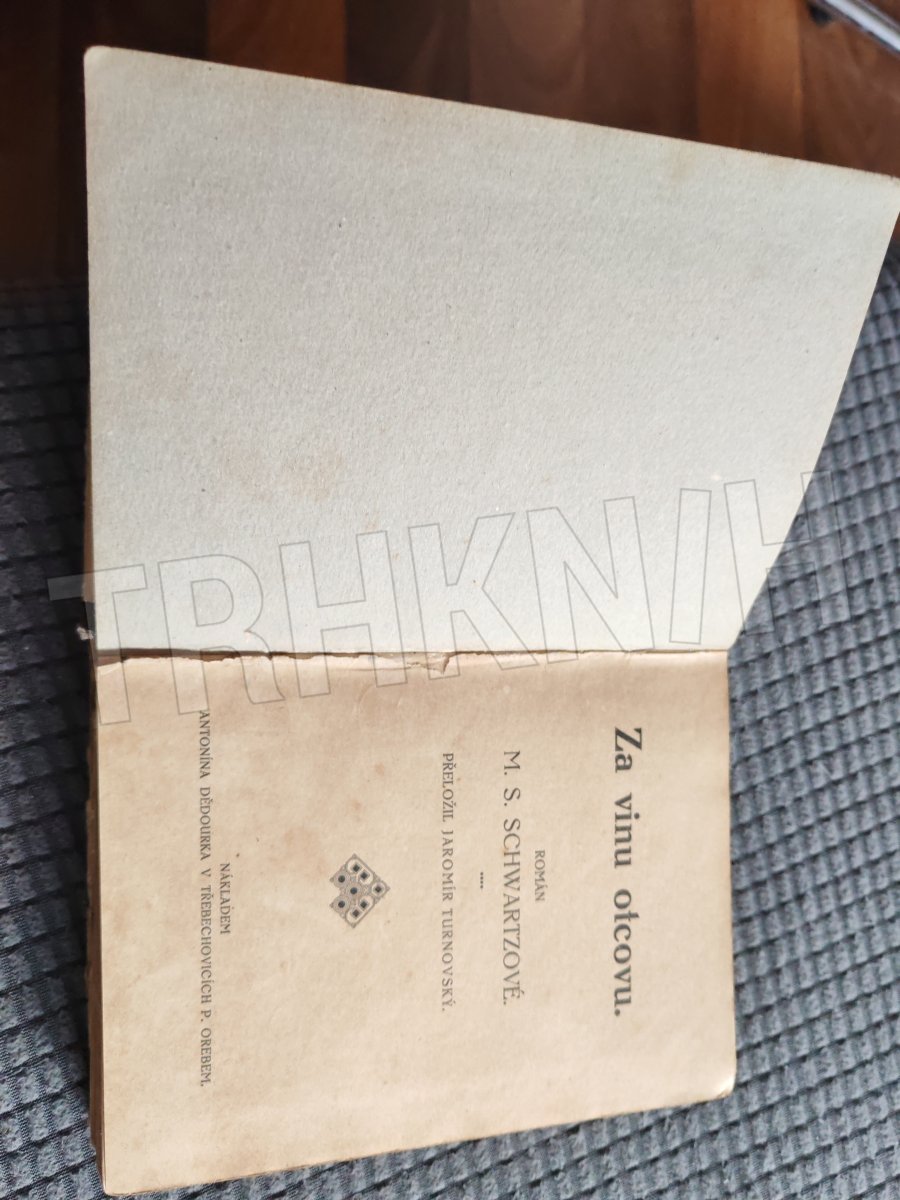 Za vinu otcovu.
ROMÁN
M. S. SCHWARTZOVÉ.
PŘELOŽIL JAROMÍR TURNOVSKÝ.
NÁKLADEM
ANTONÍNA DĚDOURKA V TŘEBECHOVICÍCH P. OREBEM.
TRHKNIH